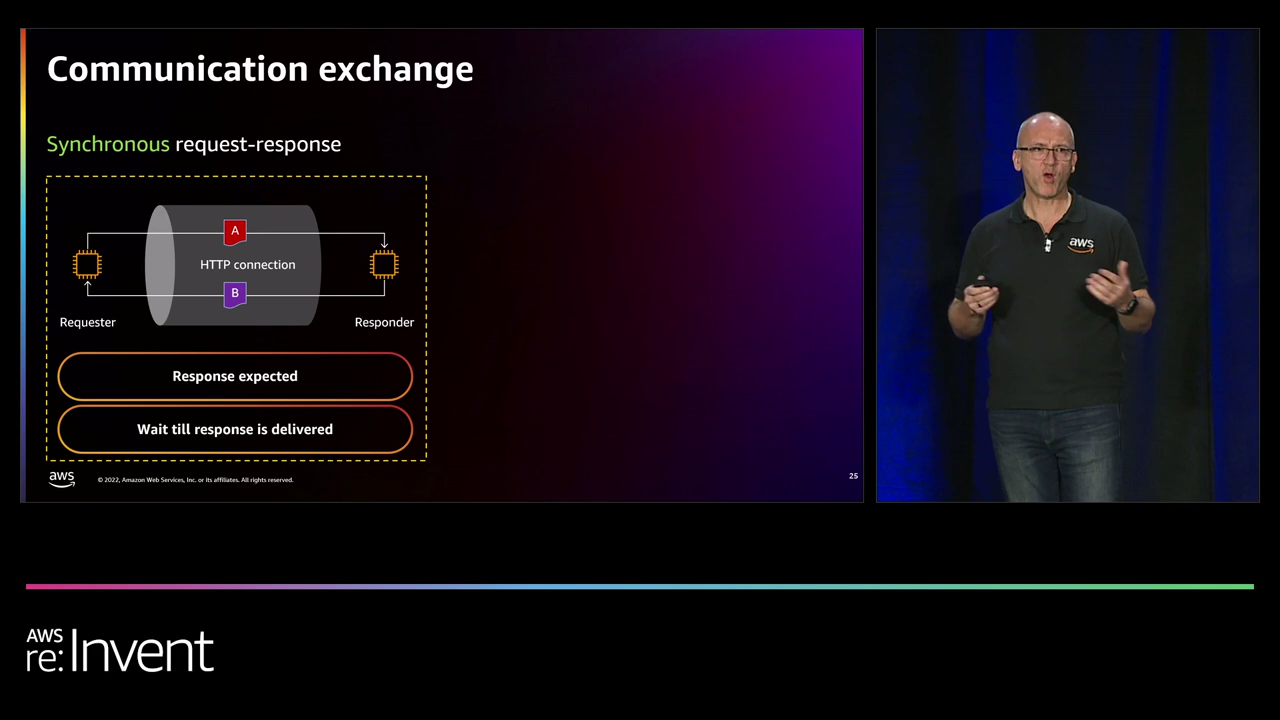 Communication exchange
Synchronous request-response
A
HTTP connection
B
Requester
Responder
Response expected
Wait till response is delivered
aws
© 2022, Amazon Web Services, Inc. or its affiliates. All rights reserved.
25
aws
AWS
re:Invent